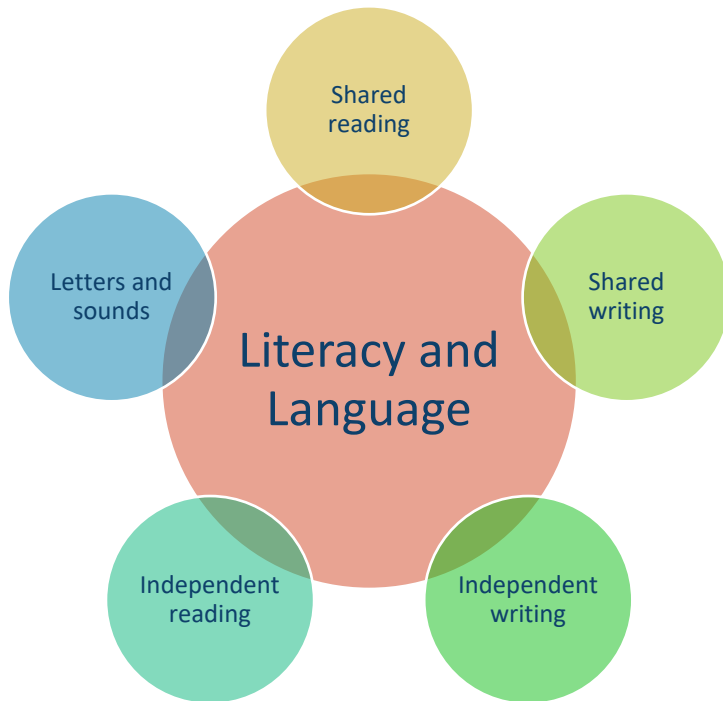 Shared
reading
Letters and
sounds
Shared
writing
Literacy and
Language
Independent
reading
Independent
writing